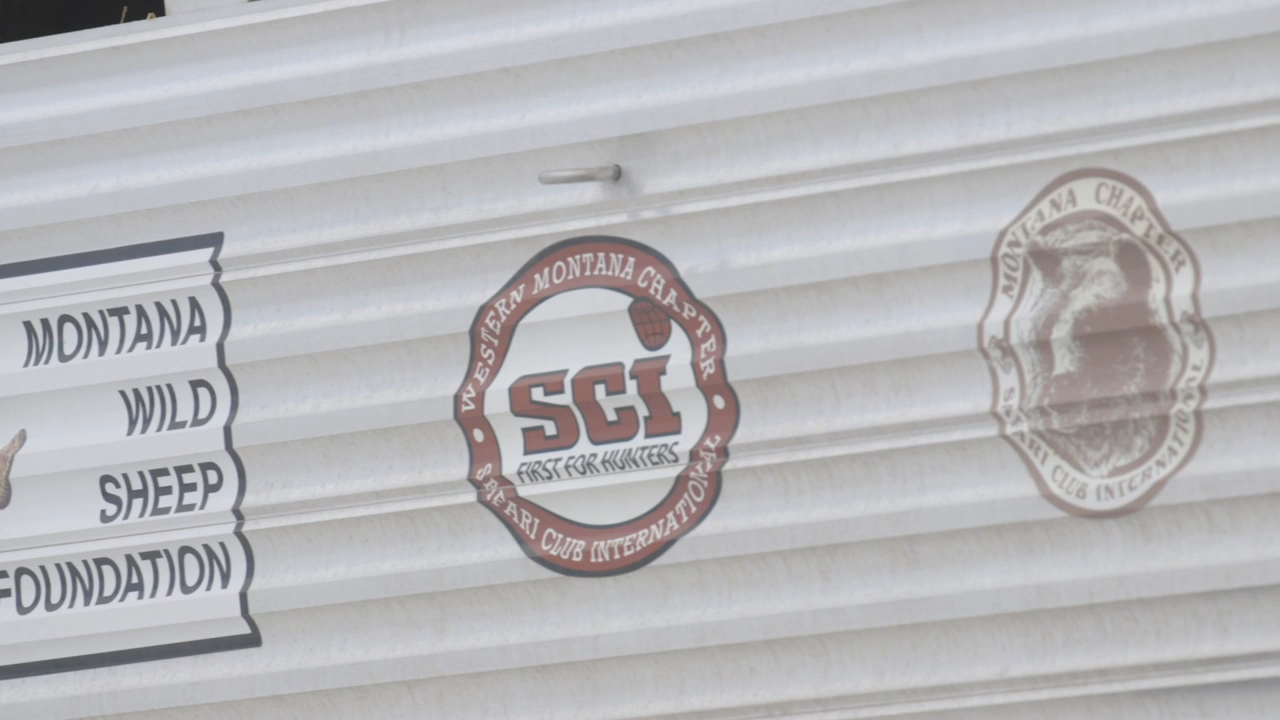 MONTANA
WILD
SHEEP
FOUNDATION
WESTERN MONTANA CHAPTER
SCI
FIRST FOR HUNTERS
SAFARI CLUB INTERNATIONAL
MONTANA CHAPTER
SAFARI CLUB INTERNATIONAL